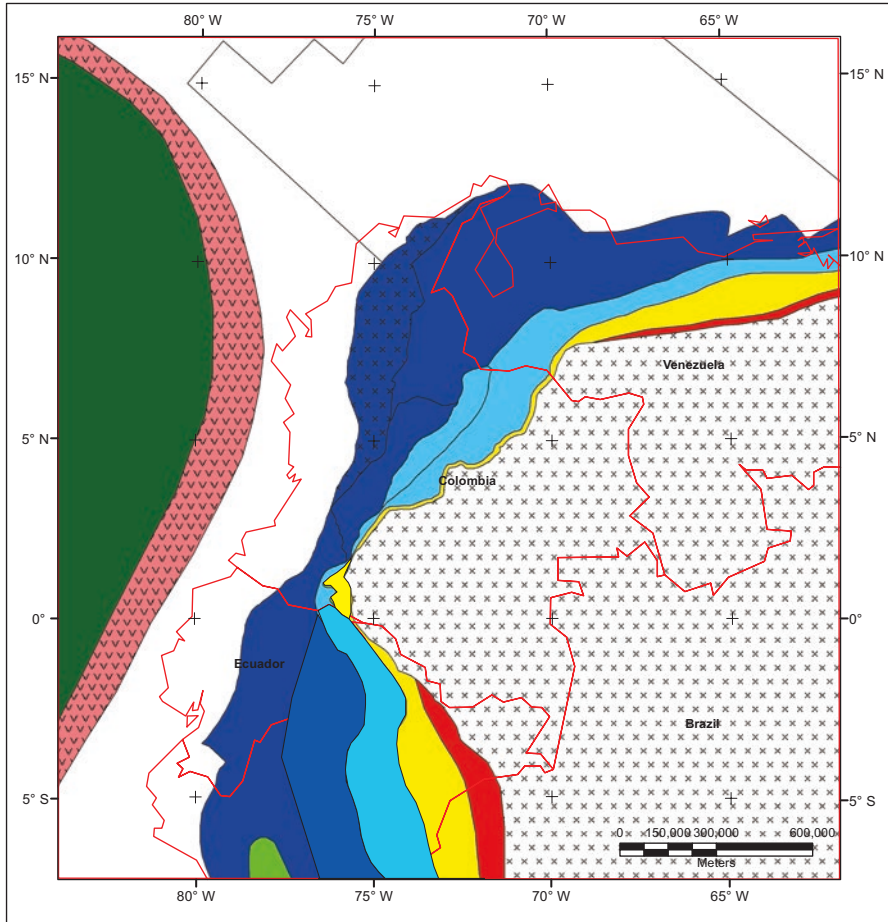 80° W 75° W 70° W 65° W
15° N 15° N
10° N 10° N
Venezuela
5° N 5° N
Colombia
0° 0°
Ecuador
Brazil
5° S 5° S
0 150,000 300,000 600,000
Meters
80° W 75° W 70° W 65° W